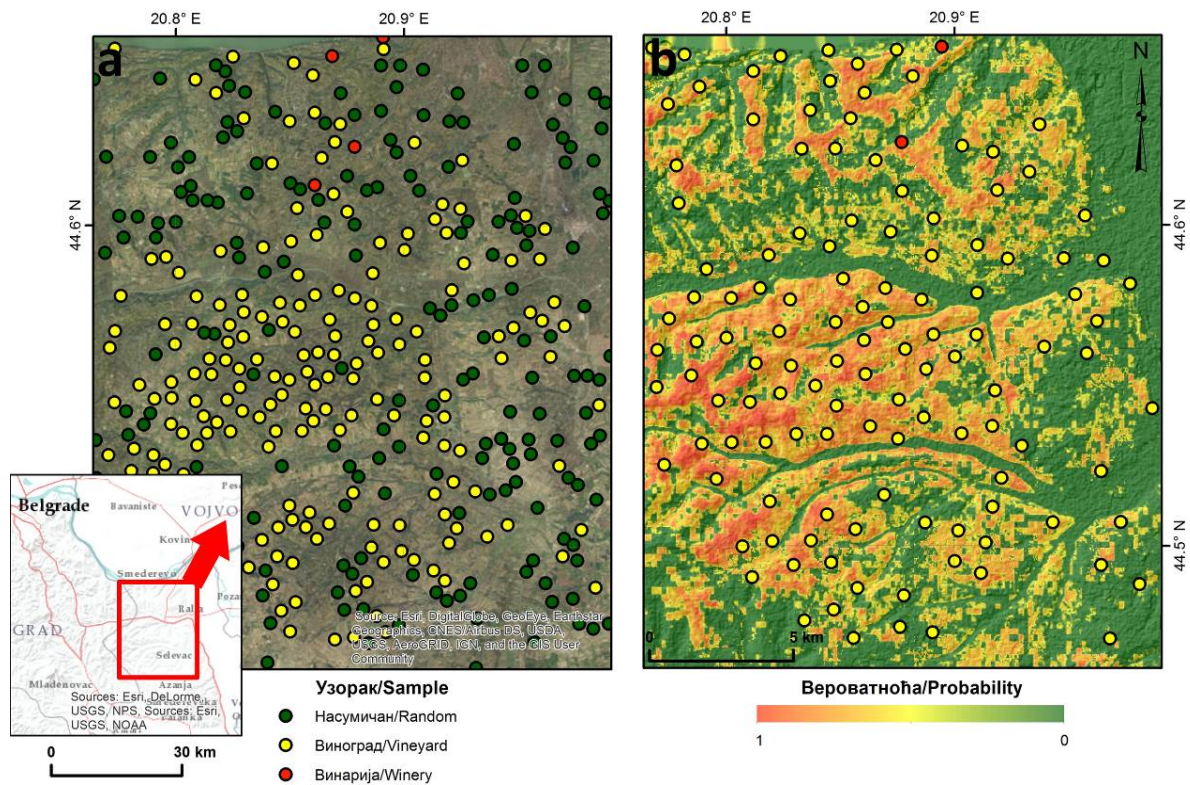 20.8° E
20.9° E
20.8° E
20.9° E
a
b
N
44.6° N
44.6° N
44.5° N
Belgrade
Bavaniste
VOJVO
Kovin
Smederevo
Ralja
GRAD
Selevac
Mladenovac
Azanja
Sources: Esri, DeLorme,
USGS, NPS, Sources: Esri,
USGS, NOAA
0 30 km
Source: Esri, DigitalGlobe, GeoEye, Earthstar
Geographics, CNES/Airbus DS, USDA,
USGS, AeroGRID, IGN, and the GIS User
Community
0 5 km
Узорак/Sample
Насумичан/Random
Виноград/Vineyard
Винарија/Winery
Вероватноћа/Probability
1 0